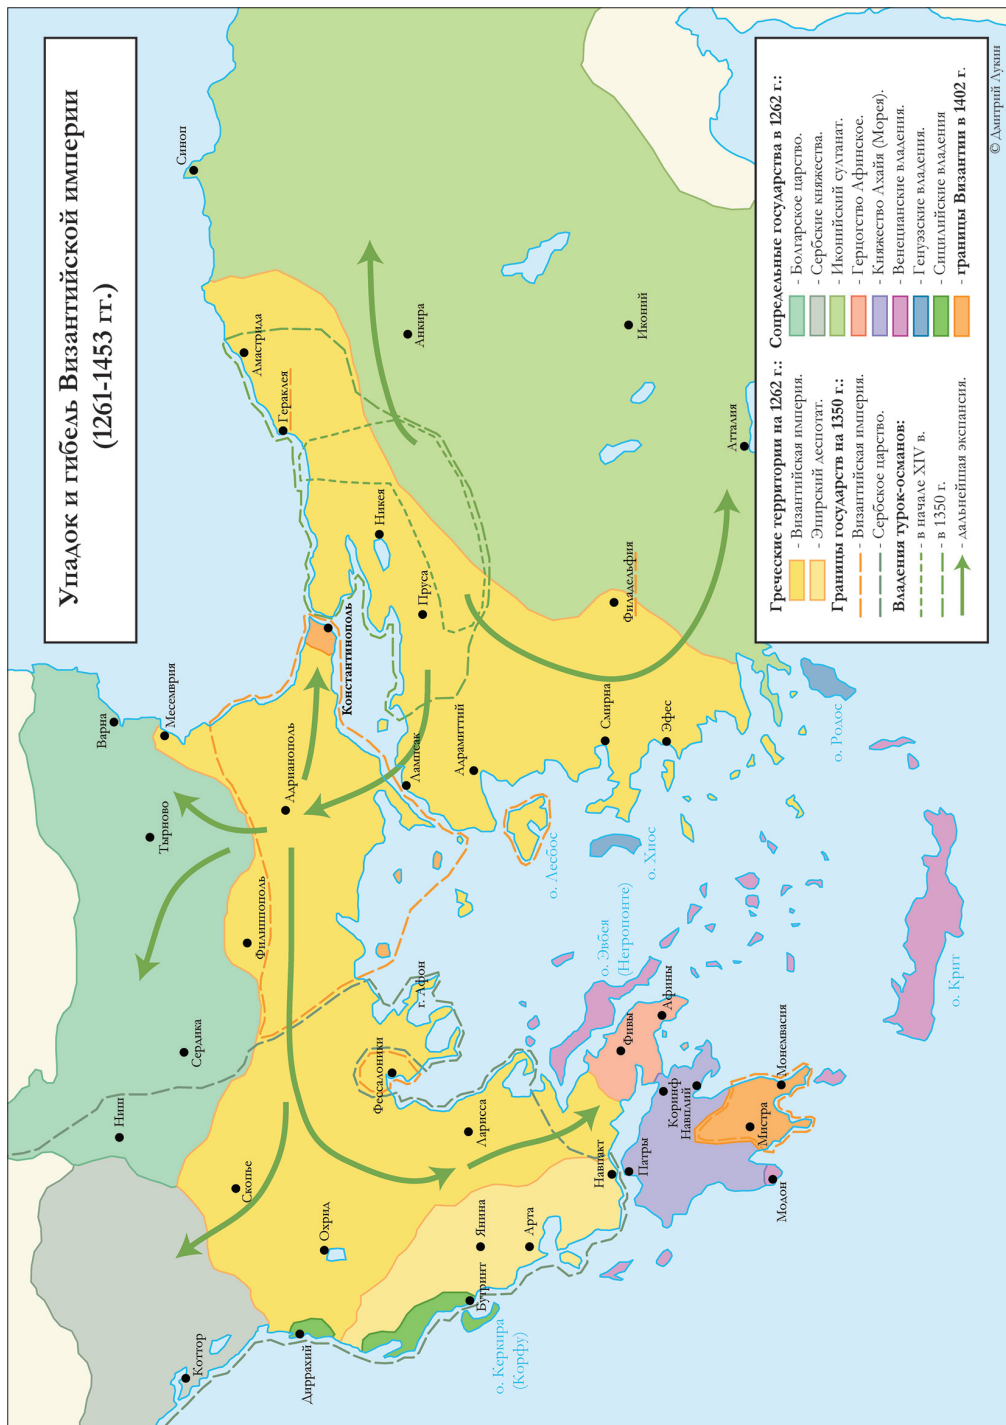 Упадок и гибель Византийской империи
(1261-1453 гг.)
Синоп
Амастрида
Гераклея
Анкира
Иконий
Никея
Пруса
Константинополь
Филадельфия
Атталия
Варна
Месемврия
Тырново
Адрианополь
Филиппополь
Лампсак
Адрамиттий
Смирна
Эфес
о. Лесбос
о. Хиос
о. Родос
Сердика
Ниш
Скопье
Охрид
Коттор
Диррахий
Фессалоники
г. Афон
Ларисса
Янина
Арта
Бутринт
о. Керкира
(Корфу)
Навпакт
Патры
о. Эвбея
(Негропонте)
Фивы
Афины
Коринф
Навплий
Мистра
Монемвасия
Модон
о. Крит
Греческие территории на 1262 г.:
- Византийская империя.
- Эпирский деспотат.
Границы государств на 1350 г.:
- Византийская империя.
- Сербское царство.
Владения турок-османов:
- в начале XIV в.
- в 1350 г.
- дальнейшая экспансия.
Сопредельные государства в 1262 г.:
- Болгарское царство.
- Сербские княжества.
- Иконийский султанат.
- Герцогство Афинское.
- Княжество Ахайя (Морея).
- Венецианские владения.
- Генуэзские владения.
- Сицилийские владения
- границы Византии в 1402 г.
© Дмитрий Лукин